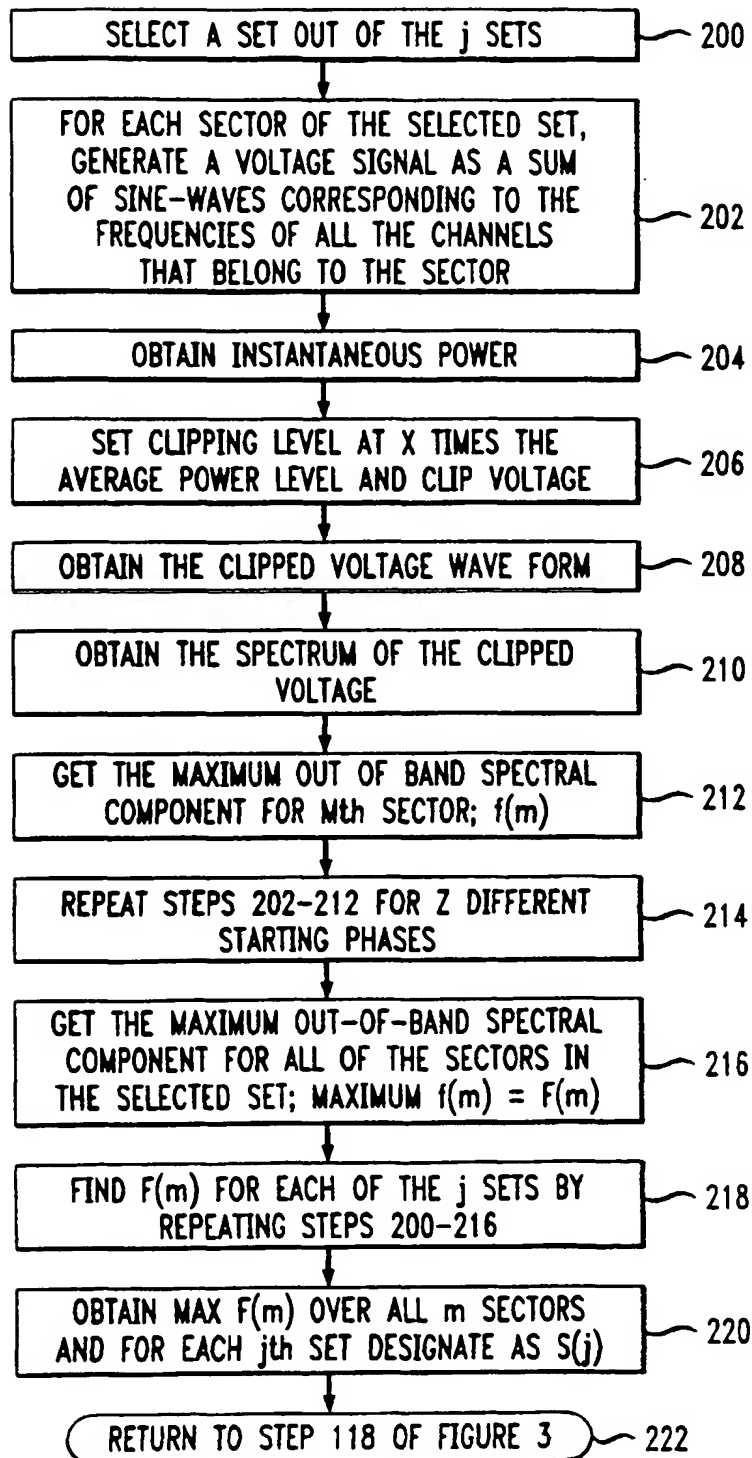 SELECT A SET OUT OF THE j SETS
200
FOR EACH SECTOR OF THE SELECTED SET,
GENERATE A VOLTAGE SIGNAL AS A SUM
OF SINE-WAVES CORRESPONDING TO THE
FREQUENCIES OF ALL THE CHANNELS
THAT BELONG TO THE SECTOR
202
OBTAIN INSTANTANEOUS POWER
204
SET CLIPPING LEVEL AT X TIMES THE
AVERAGE POWER LEVEL AND CLIP VOLTAGE
206
OBTAIN THE CLIPPED VOLTAGE WAVE FORM
208
OBTAIN THE SPECTRUM OF THE CLIPPED
VOLTAGE
210
GET THE MAXIMUM OUT OF BAND SPECTRAL
COMPONENT FOR Mth SECTOR; f(m)
212
REPEAT STEPS 202-212 FOR Z DIFFERENT
STARTING PHASES
214
GET THE MAXIMUM OUT-OF-BAND SPECTRAL
COMPONENT FOR ALL OF THE SECTORS IN
THE SELECTED SET; MAXIMUM f(m) = F(m)
216
FIND F(m) FOR EACH OF THE j SETS BY
REPEATING STEPS 200-216
218
OBTAIN MAX F(m) OVER ALL m SECTORS
AND FOR EACH jth SET DESIGNATE AS S(j)
220
RETURN TO STEP 118 OF FIGURE 3
222